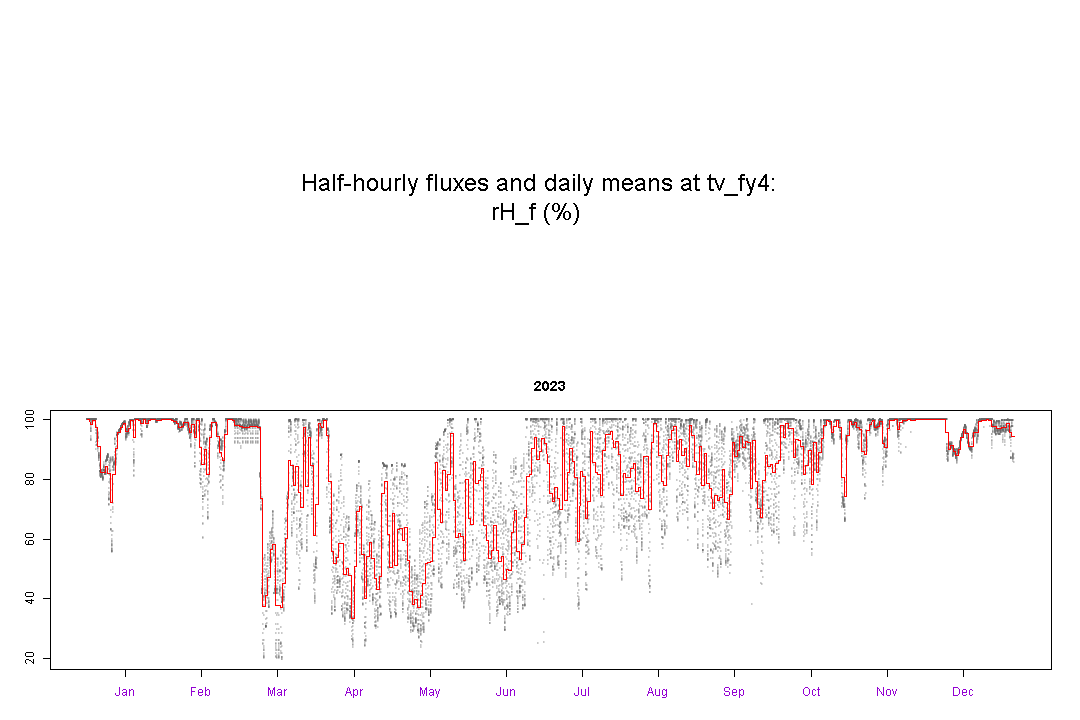 Half-hourly fluxes and daily means at tv_fy4:
rH_f (%)
2023
100
80
60
40
20
Jan Feb Mar Apr May Jun Jul Aug Sep Oct Nov Dec